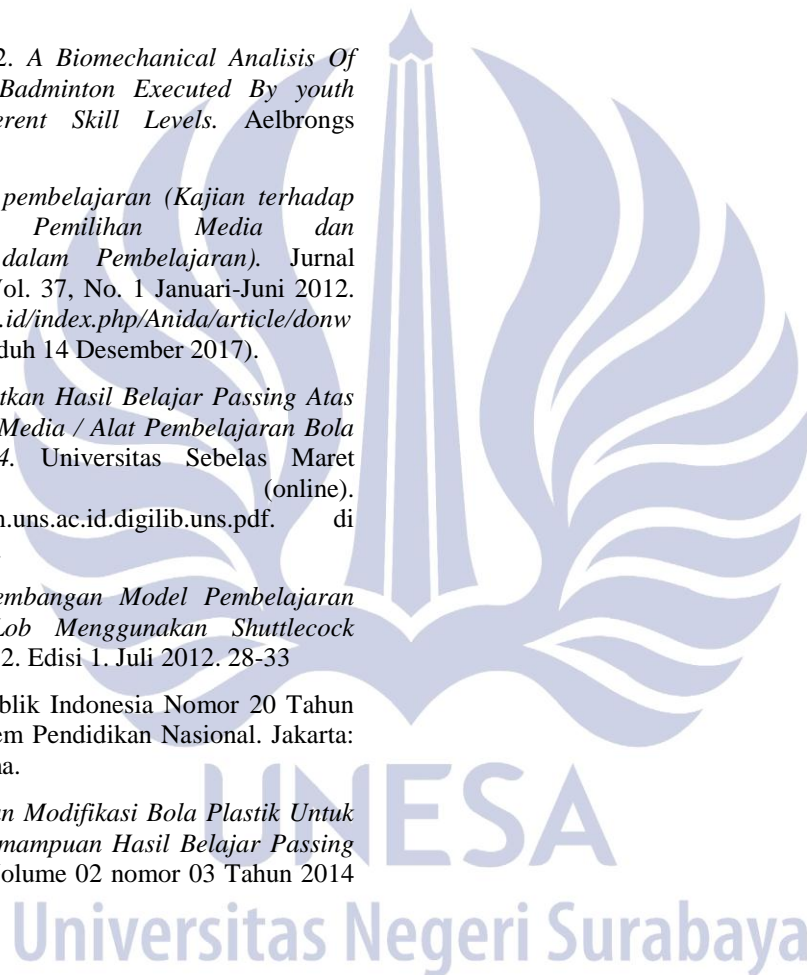 2. A Biomechanical Analisis Of
Badminton Executed By youth
erent Skill Levels. Aelbrongs
pembelajaran (Kajian terhadap
Pemilihan Media dan
dalam Pembelajaran). Jurnal
Vol. 37, No. 1 Januari-Juni 2012.
.id/index.php/Anida/article/donw
duh 14 Desember 2017).
tkan Hasil Belajar Passing Atas
Media / Alat Pembelajaran Bola
4. Universitas Sebelas Maret
(online).
n.uns.ac.id.digilib.uns.pdf. di
embangan Model Pembelajaran
Lob Menggunakan Shuttlecock
2. Edisi 1. Juli 2012. 28-33
blik Indonesia Nomor 20 Tahun
em Pendidikan Nasional. Jakarta:
na.
an Modifikasi Bola Plastik Untuk
emampuan Hasil Belajar Passing
Volume 02 nomor 03 Tahun 2014
UNESA
Universitas Negeri Surabaya